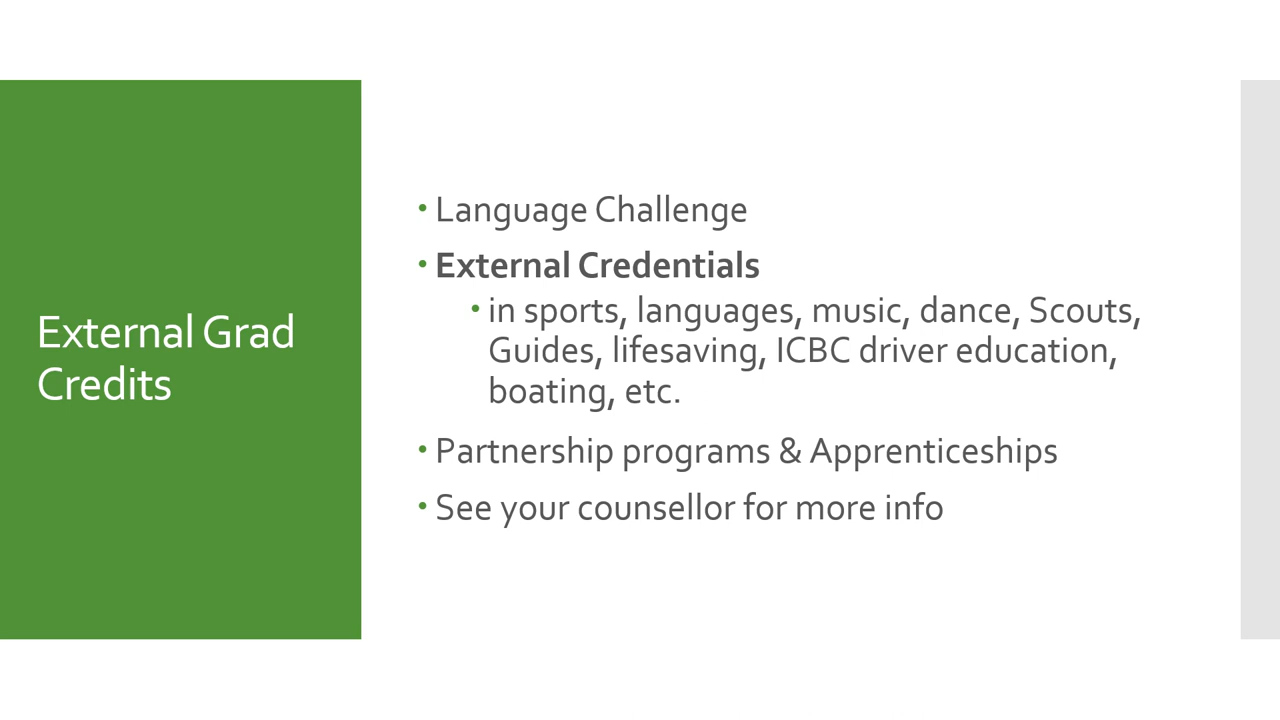 External Grad
Credits
• Language Challenge
• External Credentials
• in sports, languages, music, dance, Scouts,
Guides, lifesaving, ICBC driver education,
boating, etc.
• Partnership programs & Apprenticeships
• See your counsellor for more info